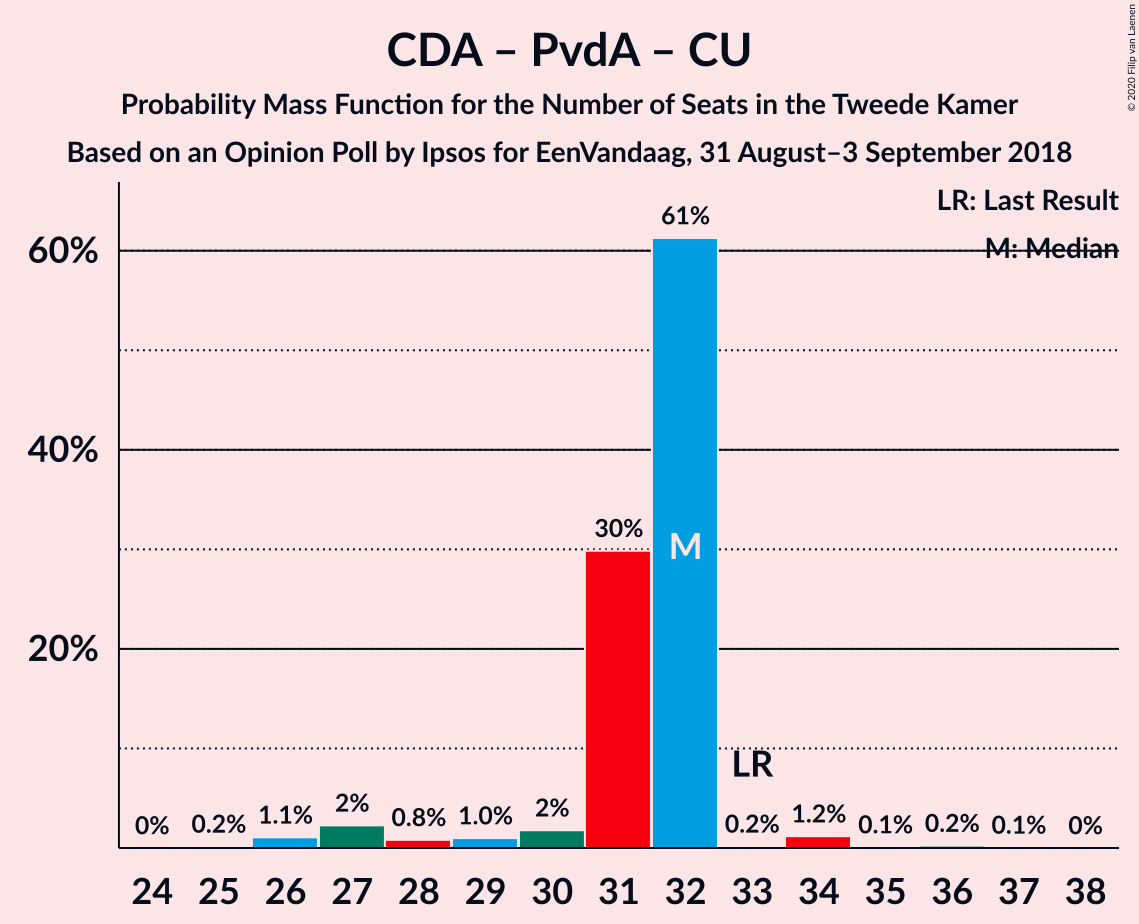 CDA – PvdA – CU
Probability Mass Function for the Number of Seats in the Tweede Kamer
Based on an Opinion Poll by Ipsos for EenVandaag, 31 August–3 September 2018
© 2020 Filip van Laenen
LR: Last Result
M: Median
60%
40%
20%
0%
0.2%
1.1%
2%
0.8%
1.0%
2%
30%
61%
M
LR
0.2%
1.2%
0.1%
0.2%
0.1%
0%
24 25 26 27 28 29 30 31 32 33 34 35 36 37 38